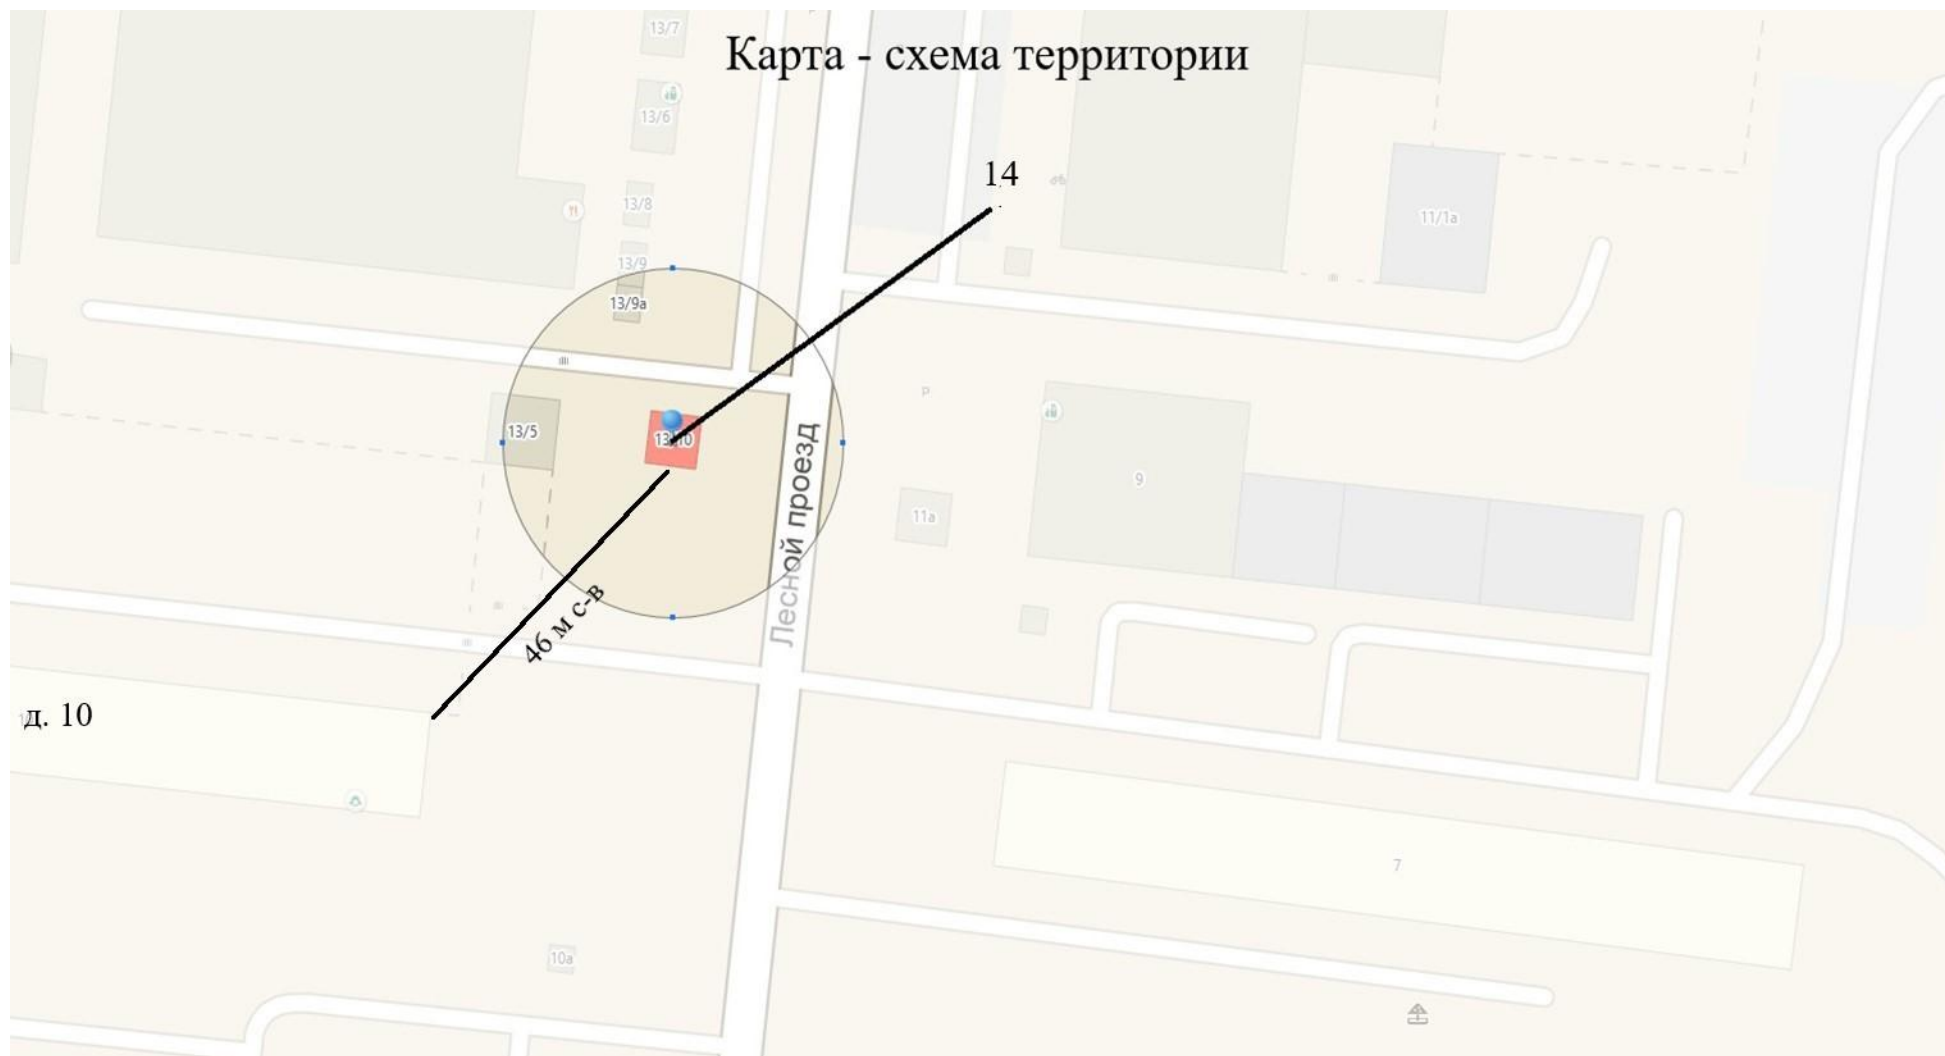 13/7
Карта - схема территории
13/6
14
13/8
11/1а
13/9
13/9а
Р
13/5
13/10
9
11а
Лесной проезд
46 м с-в
д. 10
7
10а